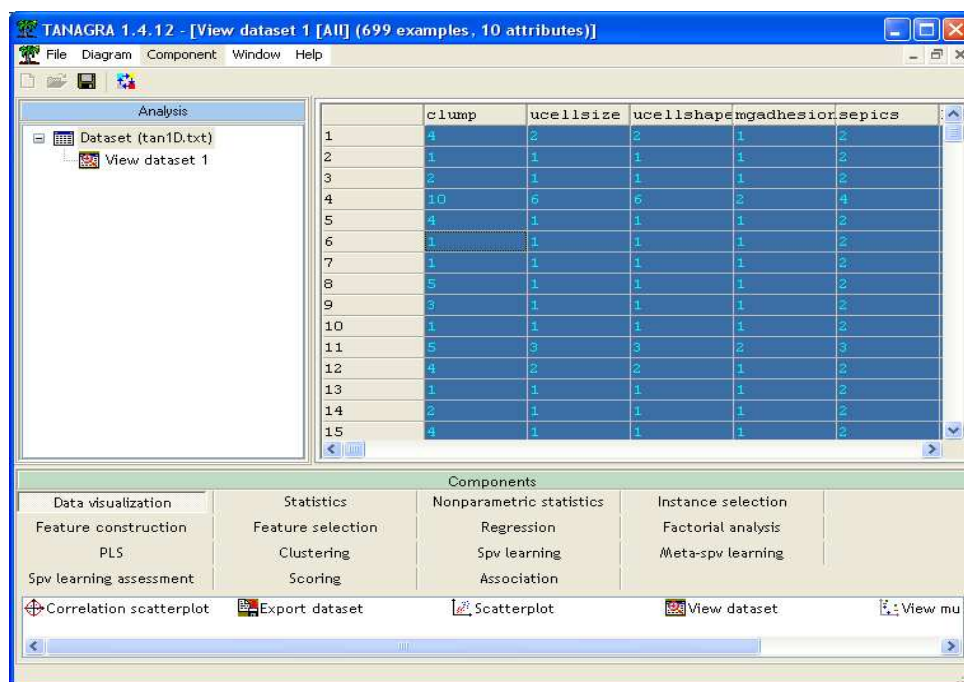 TANAGRA 1.4.12 - [View dataset 1 [All] (699 examples, 10 attributes)]
File Diagram Component Window Help
Analysis
Dataset (tan1D.txt)
View dataset 1
clump ucellsize ucellshape mgadhesion sepics
1 4 2 2 1 2
2 1 1 1 1 2
3 2 1 1 1 2
4 10 6 6 2 4
5 4 1 1 1 2
6 1 1 1 1 2
7 1 1 1 1 2
8 5 1 1 1 2
9 3 1 1 1 2
10 1 1 1 1 2
11 5 3 3 2 3
12 4 2 2 1 2
13 1 1 1 1 2
14 2 1 1 1 2
15 4 1 1 1 2
Components
Data visualization Statistics Nonparametric statistics Instance selection
Feature construction Feature selection Regression Factorial analysis
PLS Clustering Spv learning Meta-spv learning
Spv learning assessment Scoring Association
Correlation scatterplot Export dataset Scatterplot View dataset View mu